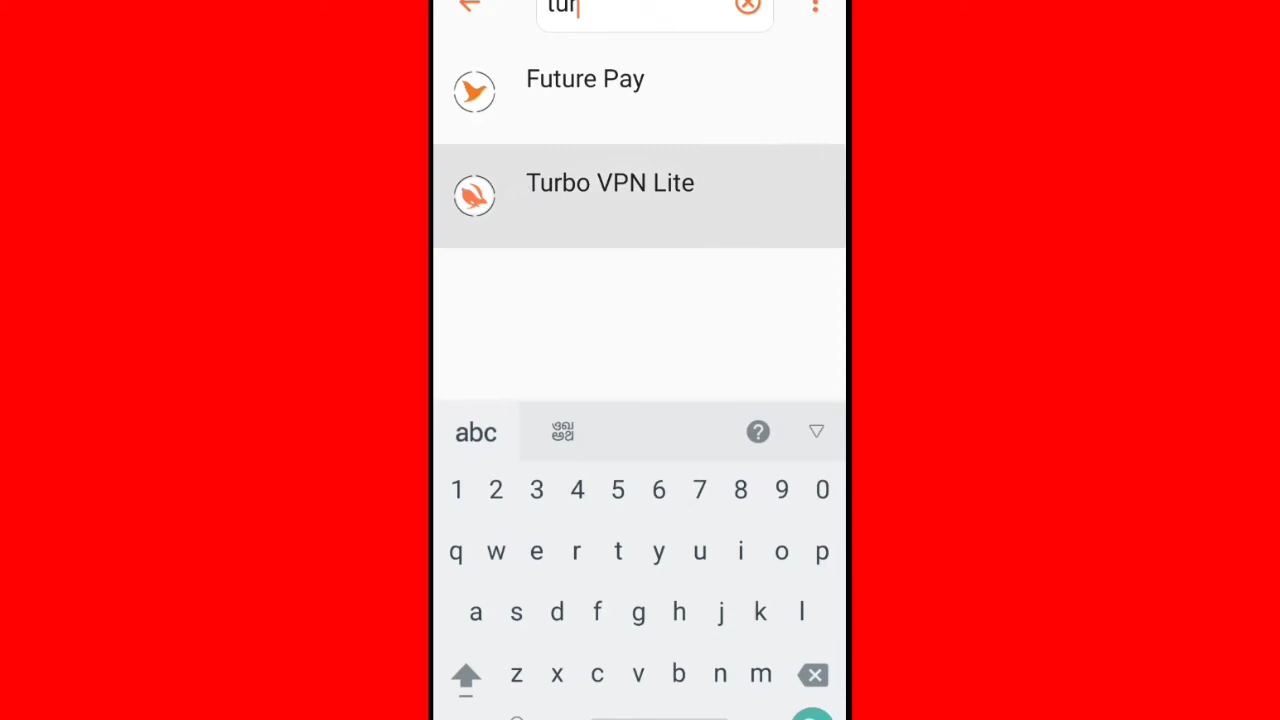 tur
Future Pay
Turbo VPN Lite
abc
1 2 3 4 5 6 7 8 9 0
q w e r t y u i o p
a s d f g h j k l
z x c v b n m